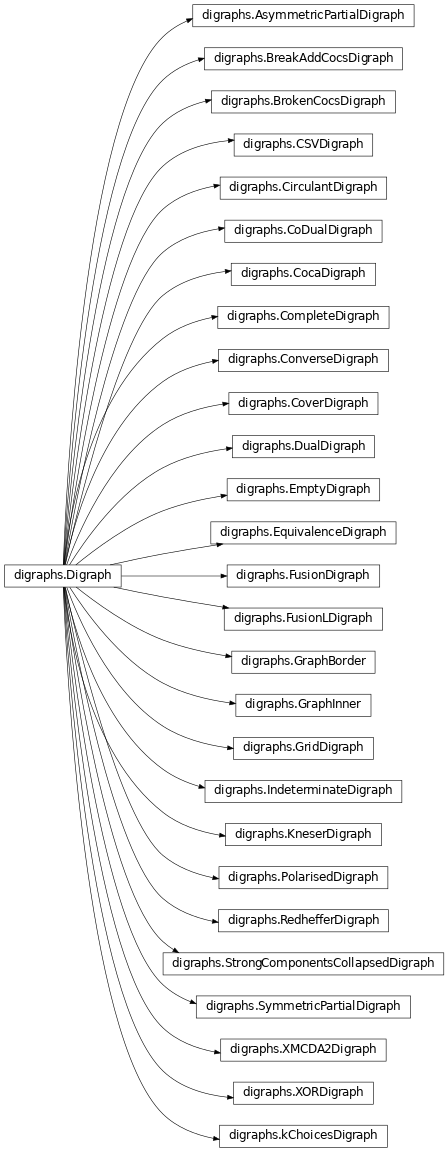 digraphs.AsymmetricPartialDigraph
digraphs.BreakAddCocsDigraph
digraphs.BrokenCocsDigraph
digraphs.CSVDigraph
digraphs.CirculantDigraph
digraphs.CoDualDigraph
digraphs.CocaDigraph
digraphs.CompleteDigraph
digraphs.ConverseDigraph
digraphs.CoverDigraph
digraphs.DualDigraph
digraphs.EmptyDigraph
digraphs.EquivalenceDigraph
digraphs.Digraph
digraphs.FusionDigraph
digraphs.FusionLDigraph
digraphs.GraphBorder
digraphs.GraphInner
digraphs.GridDigraph
digraphs.IndeterminateDigraph
digraphs.KneserDigraph
digraphs.PolarisedDigraph
digraphs.RedhefferDigraph
digraphs.StrongComponentsCollapsedDigraph
digraphs.SymmetricPartialDigraph
digraphs.XMCDA2Digraph
digraphs.XORDigraph
digraphs.kChoicesDigraph